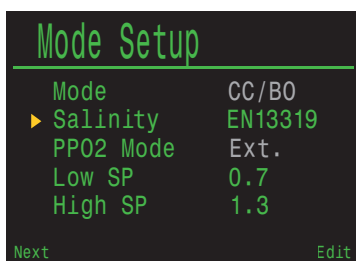 Mode Setup
Mode CC/BO
Salinity EN13319
PPO2 Mode Ext.
Low SP 0.7
High SP 1.3
Next Edit